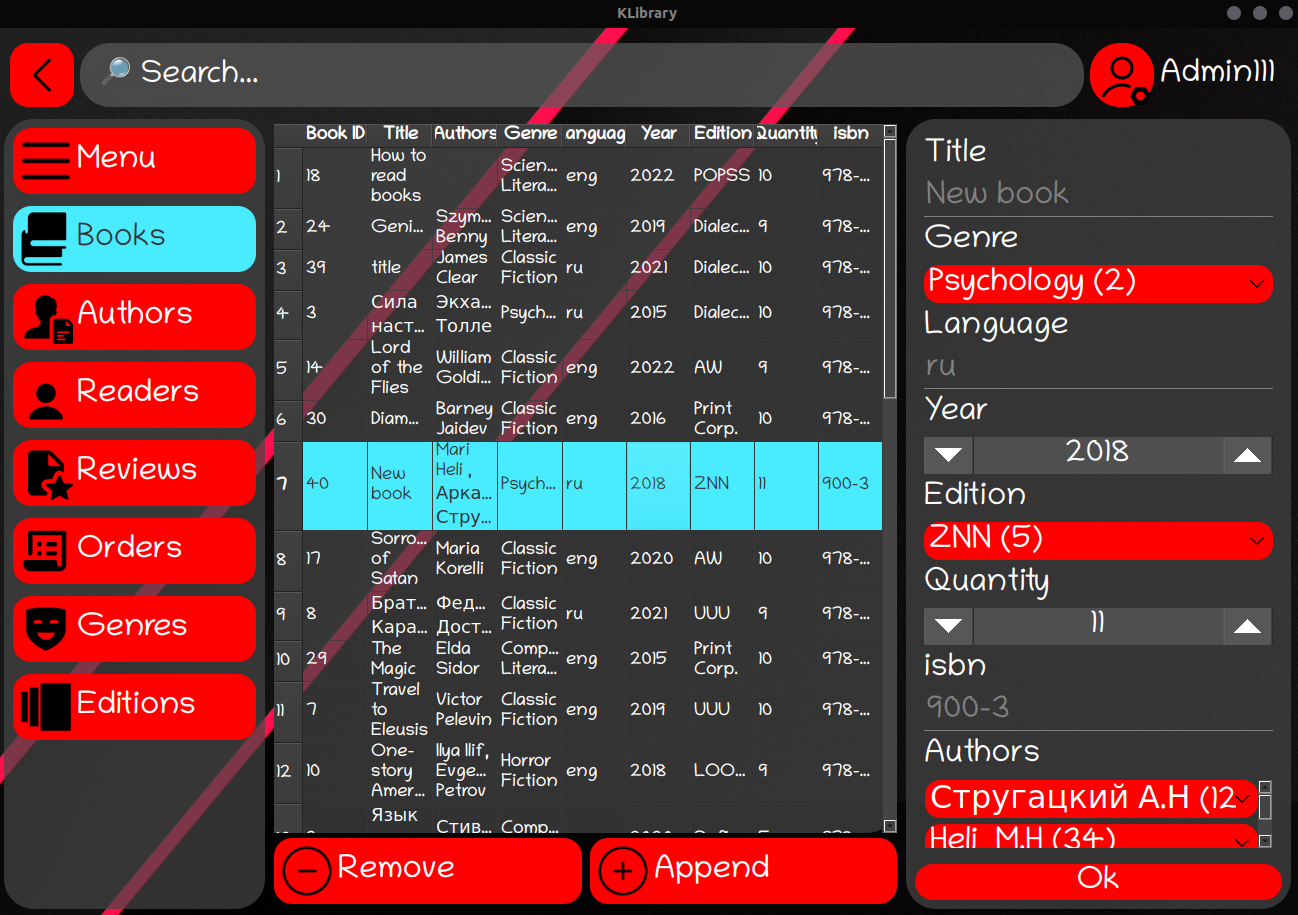 KLibrary
Search...
Admin111
Menu
Books
Authors
Readers
Reviews
Orders
Genres
Editions
Book ID Title Authors Genre anguag Year Edition Quantity isbn
1 18 How to read books Scien... Litera... eng 2022 POPSS 10 978-...
2 24 Geni... Szym... Benny Scien... Litera... eng 2019 Dialec... 9 978-...
3 39 title James Clear Classic Fiction ru 2021 Dialec... 10 978-...
4 3 Сила наст... Экха... Толле Psych... ru 2015 Dialec... 10 978-...
5 14 Lord of the Flies William Goldi... Classic Fiction eng 2022 AW 9 978-...
6 30 Diam... Barney Jaidev Classic Fiction eng 2016 Print Corp. 10 978-...
7 40 New book Mari Heli , Арка... Стру... Psych... ru 2018 ZNN 11 900-3
8 17 Sorro... of Satan Maria Korelli Classic Fiction eng 2020 AW 10 978-...
9 8 Брат... Кара... Фед... Дост... Classic Fiction ru 2021 UUU 9 978-...
10 29 The Magic Elda Sidor Comp... Litera... eng 2015 Print Corp. 10 978-...
11 7 Travel to Eleusis Victor Pelevin Classic Fiction eng 2019 UUU 10 978-...
12 10 One-story Amer... Ilya Ilif, Evge... Petrov Horror Fiction eng 2018 LOO... 9 978-...
Язык Стив... Comp...
Remove
Append
Title
New book
Genre
Psychology (2)
Language
ru
Year
2018
Edition
ZNN (5)
Quantity
11
isbn
900-3
Authors
Стругацкий А.Н (12
Heli M.H (34)
Ok